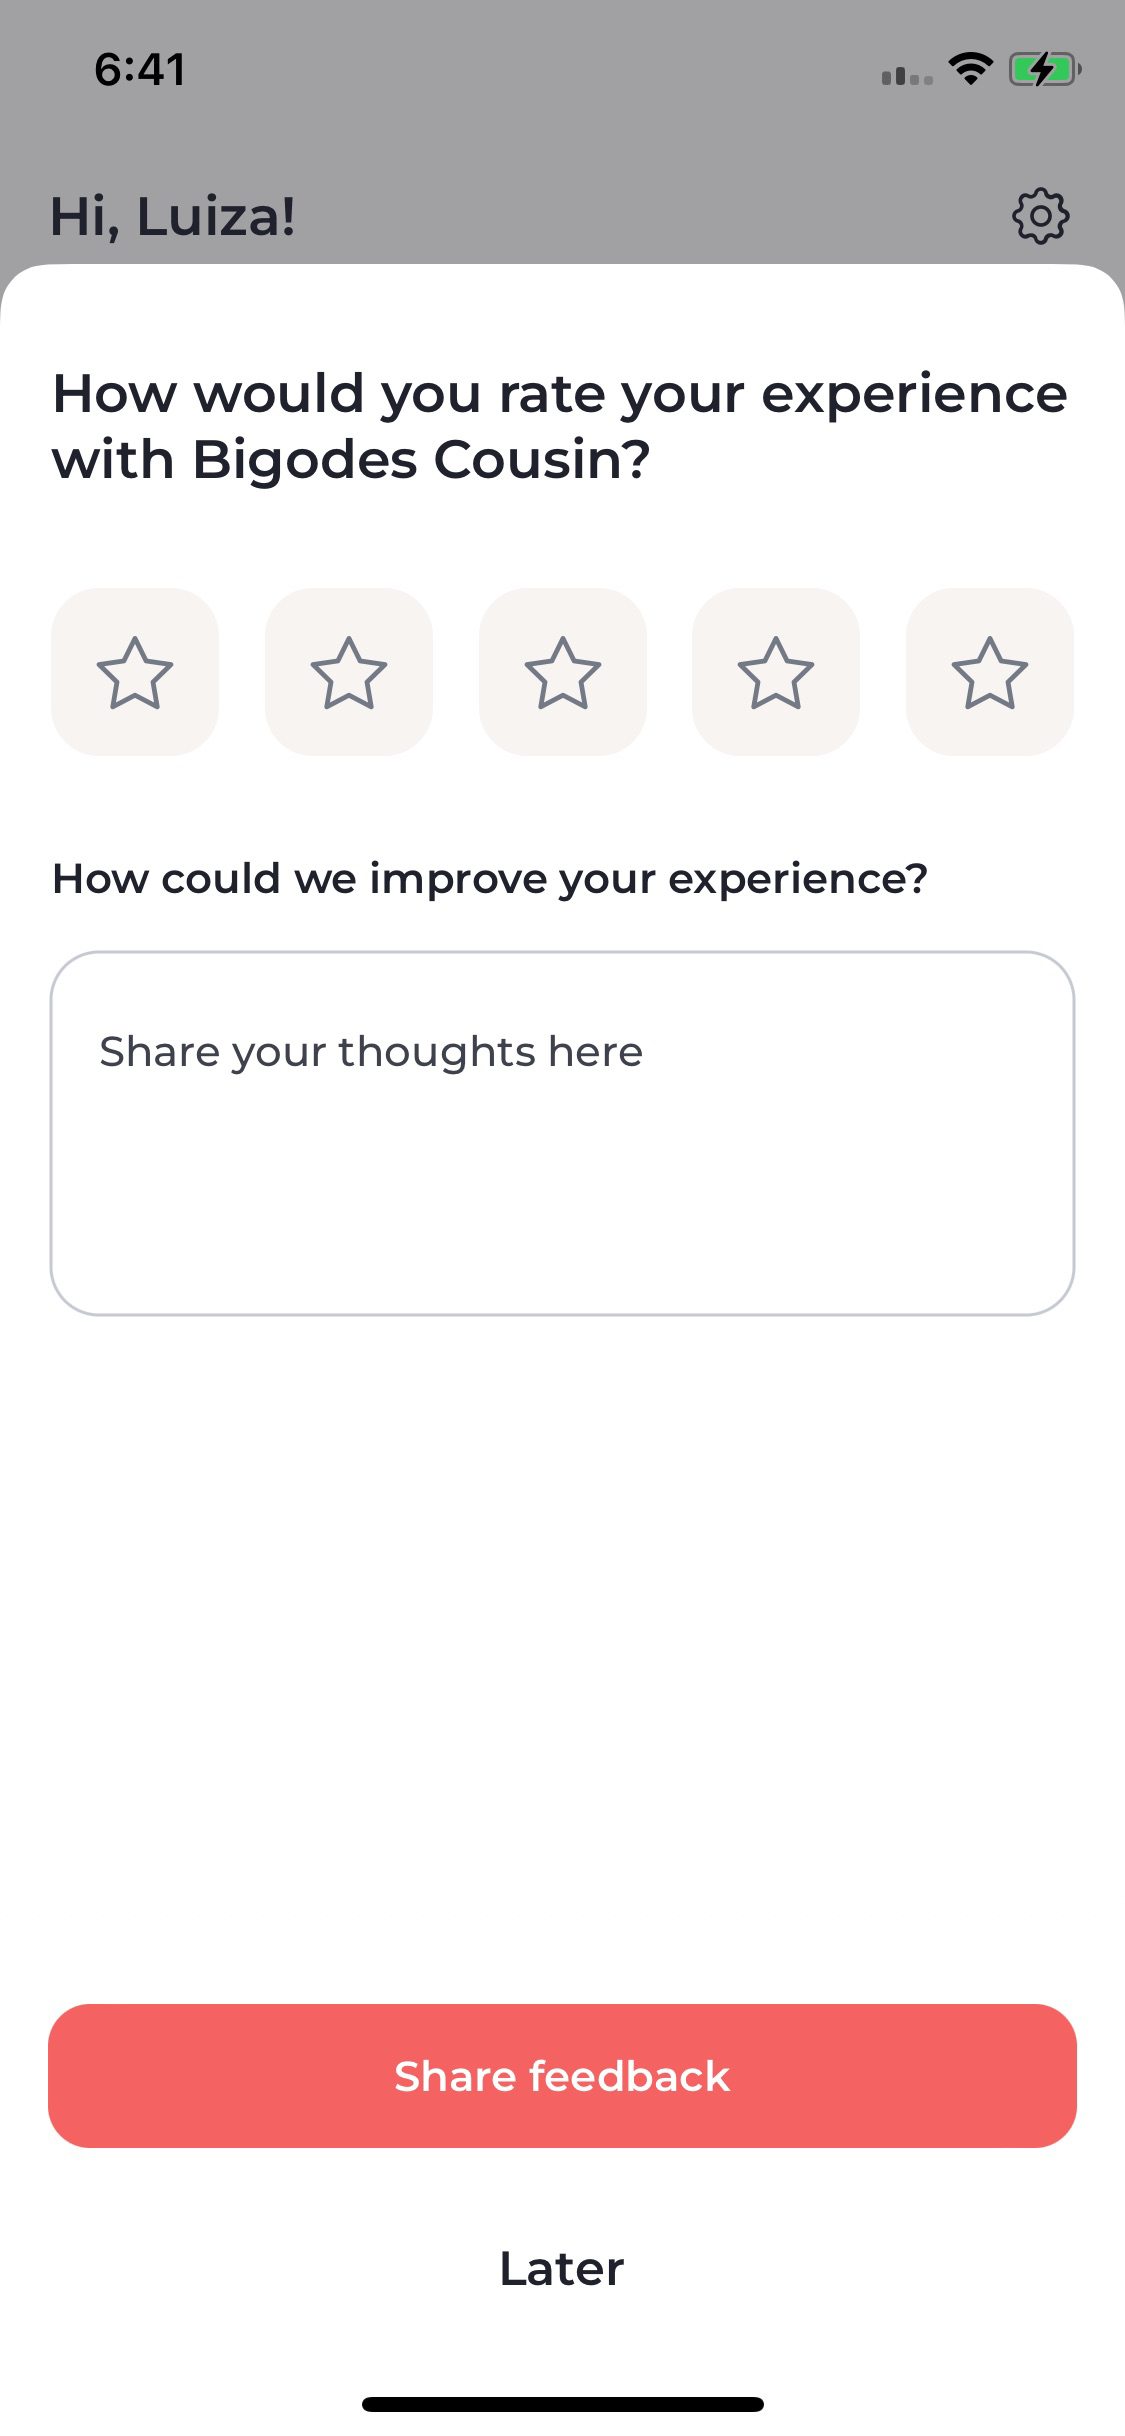 6:41
Hi, Luiza!
How would you rate your experience
with Bigodes Cousin?
How could we improve your experience?
Share your thoughts here
Share feedback
Later